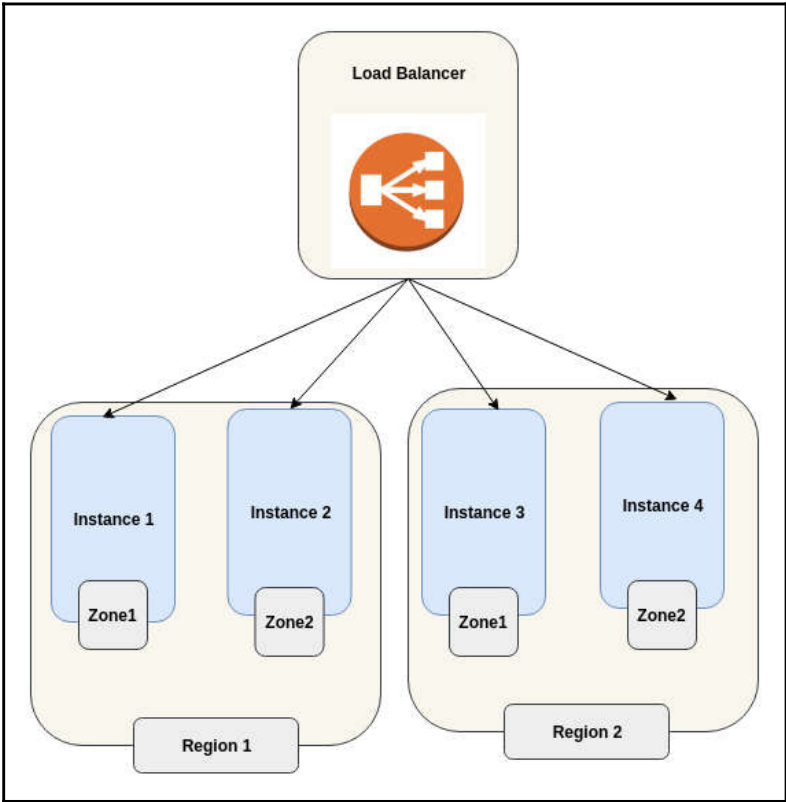 Load Balancer
Instance 1
Instance 2
Instance 3
Instance 4
Zone1
Zone2
Zone1
Zone2
Region 1
Region 2